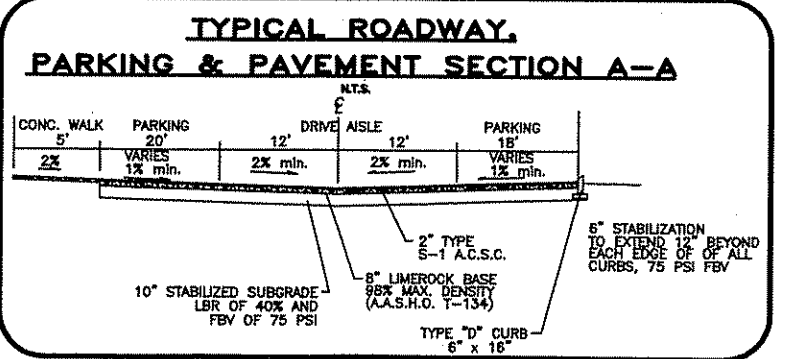 TYPICAL ROADWAY.
PARKING & PAVEMENT SECTION A-A
N.T.S.
℄
CONC. WALK PARKING DRIVE AISLE PARKING
5' 20' 12' 12' 18'
2% VARIES 1% min. 2% min. 2% min. VARIES 1% min.
2" TYPE
S-1 A.C.S.C.
6" STABILIZATION
TO EXTEND 12" BEYOND
EACH EDGE OF OF ALL
CURBS, 75 PSI FBV
8" LIMEROCK BASE
98% MAX. DENSITY
(A.A.S.H.O. T-134)
10" STABILIZED SUBGRADE
LBR OF 40% AND
FBV OF 75 PSI
TYPE "D" CURB
6" x 16"